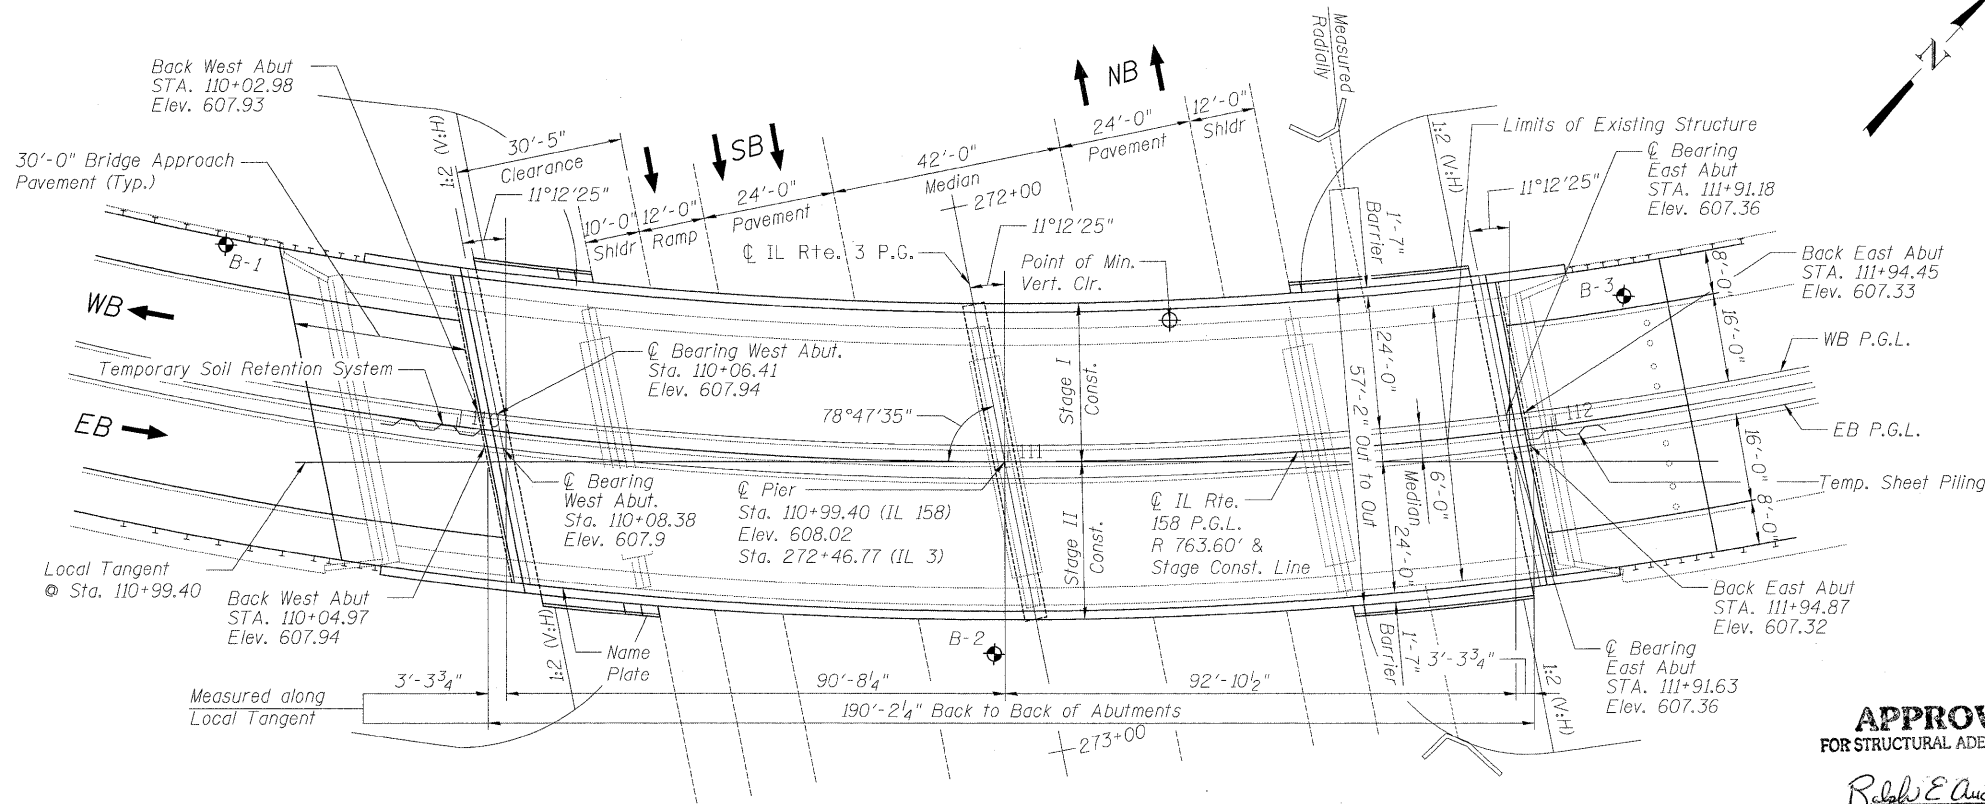 Back West Abut
STA. 110+02.98
Elev. 607.93
30'-0" Bridge Approach
Pavement (Typ.)
1:2 (V:H)
30'-5"
Clearance
11°12'25"
SB
10'-0"
Shldr
12'-0"
Ramp
24'-0"
Pavement
42'-0"
Median
272+00
11°12'25"
℄ IL Rte. 3 P.G.
NB
24'-0"
Pavement
12'-0"
Shldr
Measured
Radially
1:2 (V:H)
Limits of Existing Structure
℄ Bearing
East Abut
STA. 111+91.18
Elev. 607.36
11°12'25"
N
Point of Min.
Vert. Clr.
1'-7"
Barrier
Back East Abut
STA. 111+94.45
Elev. 607.33
B-1
B-3
8'-0"
16'-0"
WB
WB P.G.L.
Temporary Soil Retention System
℄ Bearing West Abut.
Sta. 110+06.41
Elev. 607.94
78°47'35"
Stage I
Const.
24'-0"
57'-2" Out to Out
111
112
EB
EB P.G.L.
16'-0"
8'-0"
Temp. Sheet Piling
℄ Bearing
West Abut.
Sta. 110+08.38
Elev. 607.9
℄ Pier
Sta. 110+99.40 (IL 158)
Elev. 608.02
Sta. 272+46.77 (IL 3)
Stage II
Const.
℄ IL Rte.
158 P.G.L.
R 763.60' &
Stage Const. Line
6'-0"
Median
24'-0"
Local Tangent
@ Sta. 110+99.40
Back West Abut
STA. 110+04.97
Elev. 607.94
1:2 (V:H)
Name
Plate
B-2
1'-7"
Barrier
Back East Abut
STA. 111+94.87
Elev. 607.32
℄ Bearing
East Abut
STA. 111+91.63
Elev. 607.36
1:2 (V:H)
Measured along
Local Tangent
3'-3¾"
90'-8¼"
92'-10½"
3'-3¾"
190'-2¼" Back to Back of Abutments
273+00
APPROV
FOR STRUCTURAL ADE
Ralph E